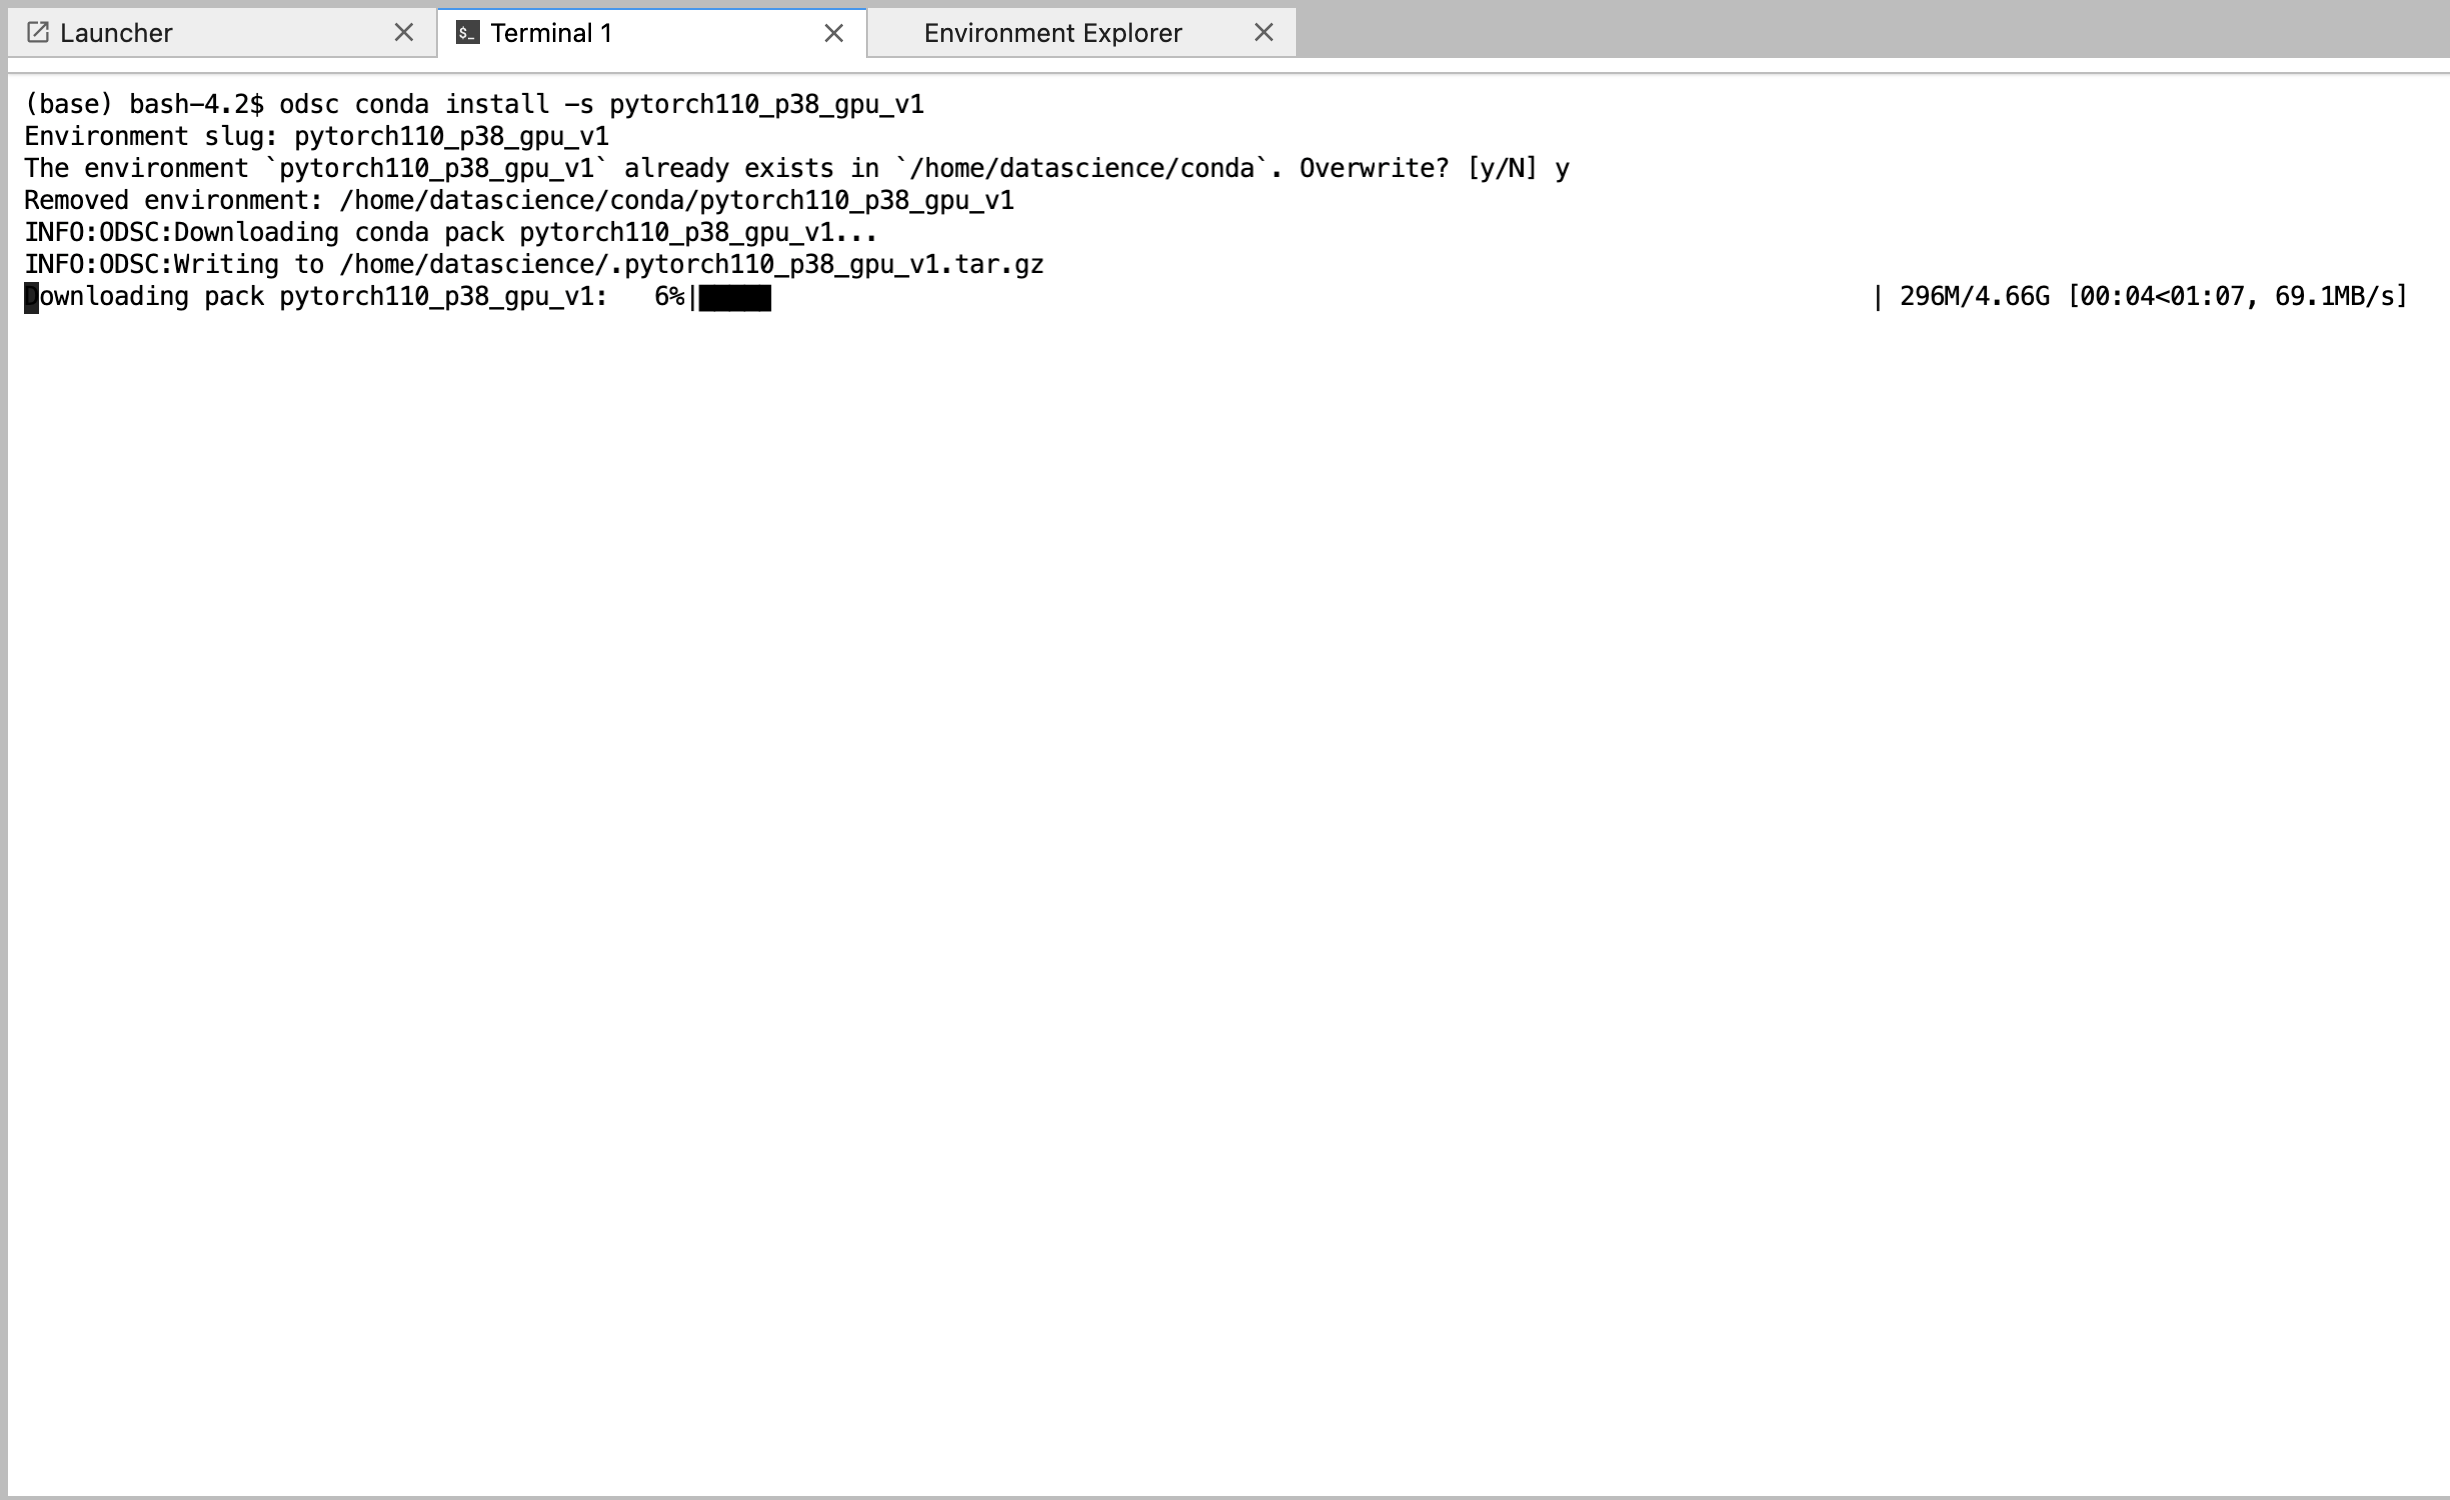 Launcher
Terminal 1
Environment Explorer
(base) bash-4.2$ odsc conda install -s pytorch110_p38_gpu_v1
Environment slug: pytorch110_p38_gpu_v1
The environment `pytorch110_p38_gpu_v1` already exists in `/home/datascience/conda`. Overwrite? [y/N] y
Removed environment: /home/datascience/conda/pytorch110_p38_gpu_v1
INFO:ODSC:Downloading conda pack pytorch110_p38_gpu_v1...
INFO:ODSC:Writing to /home/datascience/.pytorch110_p38_gpu_v1.tar.gz
Downloading pack pytorch110_p38_gpu_v1:   6%|█████ | 296M/4.66G [00:04<01:07, 69.1MB/s]